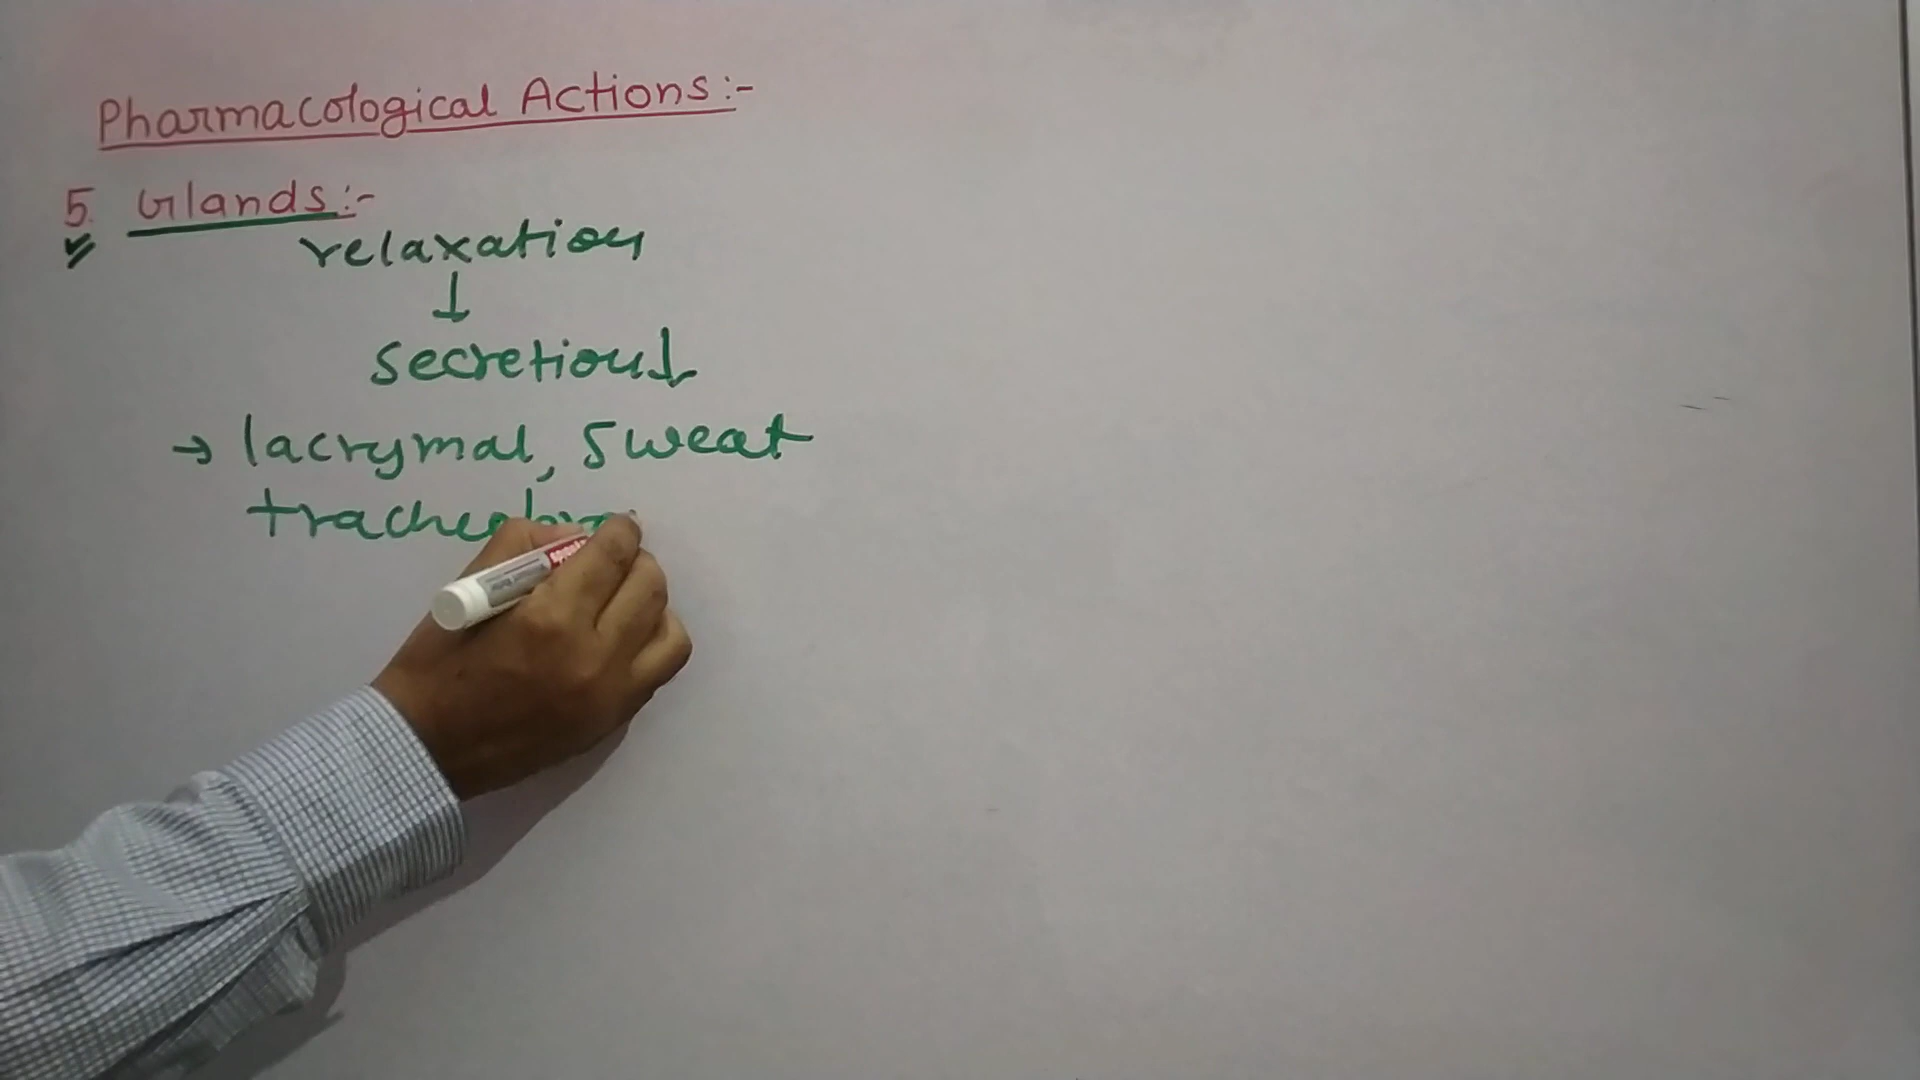 Pharmacological Actions:-
5. Glands:-
relaxation
↓
secretion↓
→ lacrymal, sweat